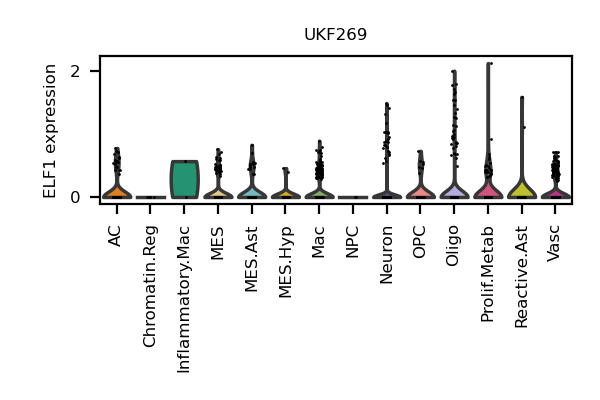 UKF269
ELF1 expression
2
0
AC
Chromatin.Reg
Inflammatory.Mac
MES
MES.Ast
MES.Hyp
Mac
NPC
Neuron
OPC
Oligo
Prolif.Metab
Reactive.Ast
Vasc